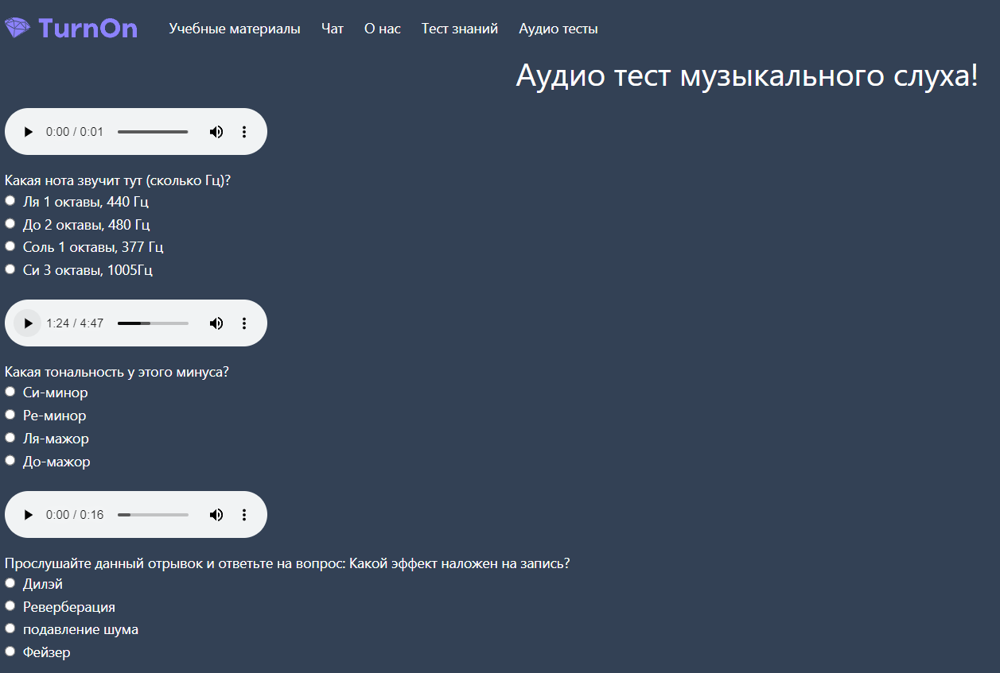 TurnOn Учебные материалы Чат О нас Тест знаний Аудио тесты
Аудио тест музыкального слуха!
0:00 / 0:01
Какая нота звучит тут (сколько Гц)?
Ля 1 октавы, 440 Гц
До 2 октавы, 480 Гц
Соль 1 октавы, 377 Гц
Си 3 октавы, 1005Гц
1:24 / 4:47
Какая тональность у этого минуса?
Си-минор
Ре-минор
Ля-мажор
До-мажор
0:00 / 0:16
Прослушайте данный отрывок и ответьте на вопрос: Какой эффект наложен на запись?
Дилэй
Реверберация
подавление шума
Фейзер